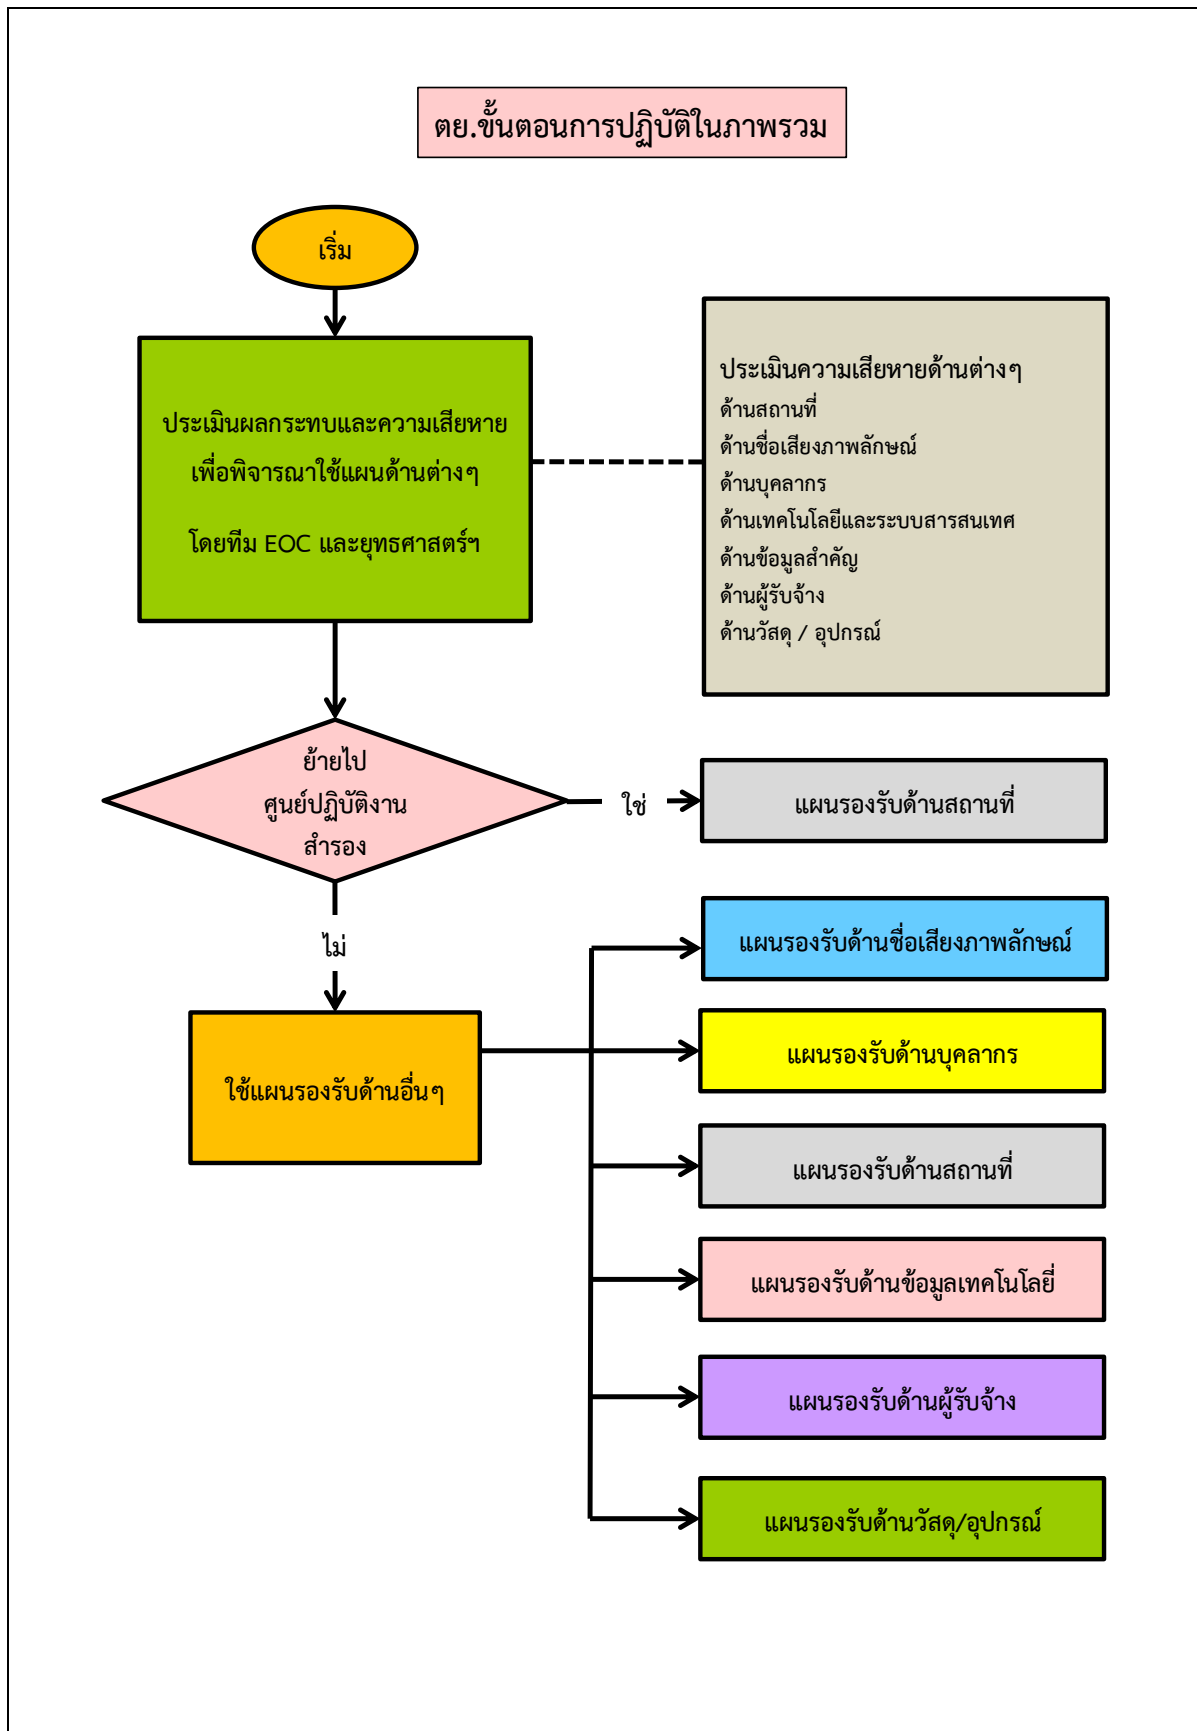 ตย.ขั้นตอนการปฏิบัติในภาพรวม
เริ่ม
ประเมินผลกระทบและความเสียหาย
เพื่อพิจารณาใช้แผนด้านต่างๆ
โดยทีม EOC และยุทธศาสตร์ฯ
ประเมินความเสียหายด้านต่างๆ
ด้านสถานที่
ด้านชื่อเสียงภาพลักษณ์
ด้านบุคลากร
ด้านเทคโนโลยีและระบบสารสนเทศ
ด้านข้อมูลสำคัญ
ด้านผู้รับจ้าง
ด้านวัสดุ / อุปกรณ์
ย้ายไป
ศูนย์ปฏิบัติงาน
สำรอง
ใช่
แผนรองรับด้านสถานที่
ไม่
ใช้แผนรองรับด้านอื่นๆ
แผนรองรับด้านชื่อเสียงภาพลักษณ์
แผนรองรับด้านบุคลากร
แผนรองรับด้านสถานที่
แผนรองรับด้านข้อมูลเทคโนโลยี่
แผนรองรับด้านผู้รับจ้าง
แผนรองรับด้านวัสดุ/อุปกรณ์